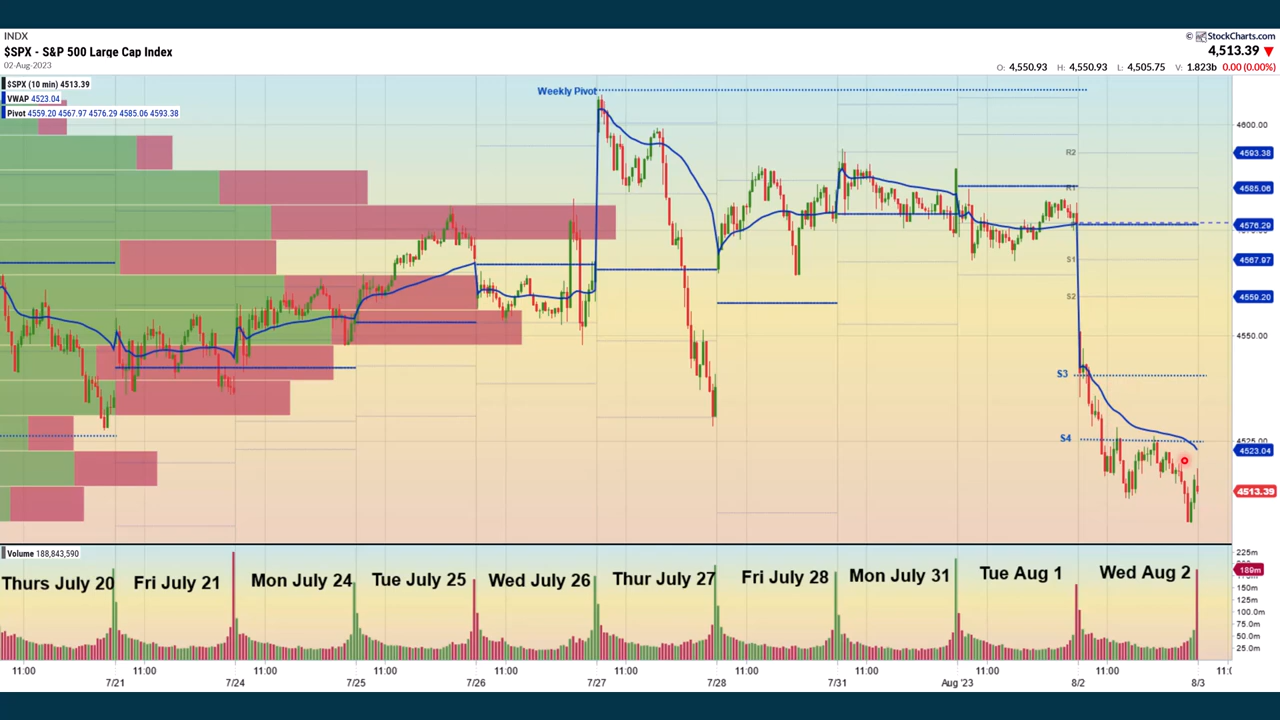 INDX
© StockCharts.com
$SPX - S&P 500 Large Cap Index
4,513.39
02-Aug-2023
O: 4,550.93 H: 4,550.93 L: 4,505.75 V: 1.823b 0.00 (0.00%)
$SPX (10 min) 4513.39
VWAP 4523.04
Pivot 4559.20 4567.97 4576.29 4585.06 4593.38
Weekly Pivot
4600.00
R2
4593.38
R1
4585.06
4576.29
S1
4567.97
S2
4559.20
4550.00
S3
S4
4525.00
4523.04
4513.39
Volume 188,843,590
225m
189m
150m
125m
100.0m
75.0m
50.0m
25.0m
Thurs July 20
Fri July 21
Mon July 24
Tue July 25
Wed July 26
Thur July 27
Fri July 28
Mon July 31
Tue Aug 1
Wed Aug 2
11:00 11:00 11:00 11:00 11:00 11:00 11:00 11:00 11:00 11:00
7/21 7/24 7/25 7/26 7/27 7/28 7/31 Aug '23 8/2 8/3